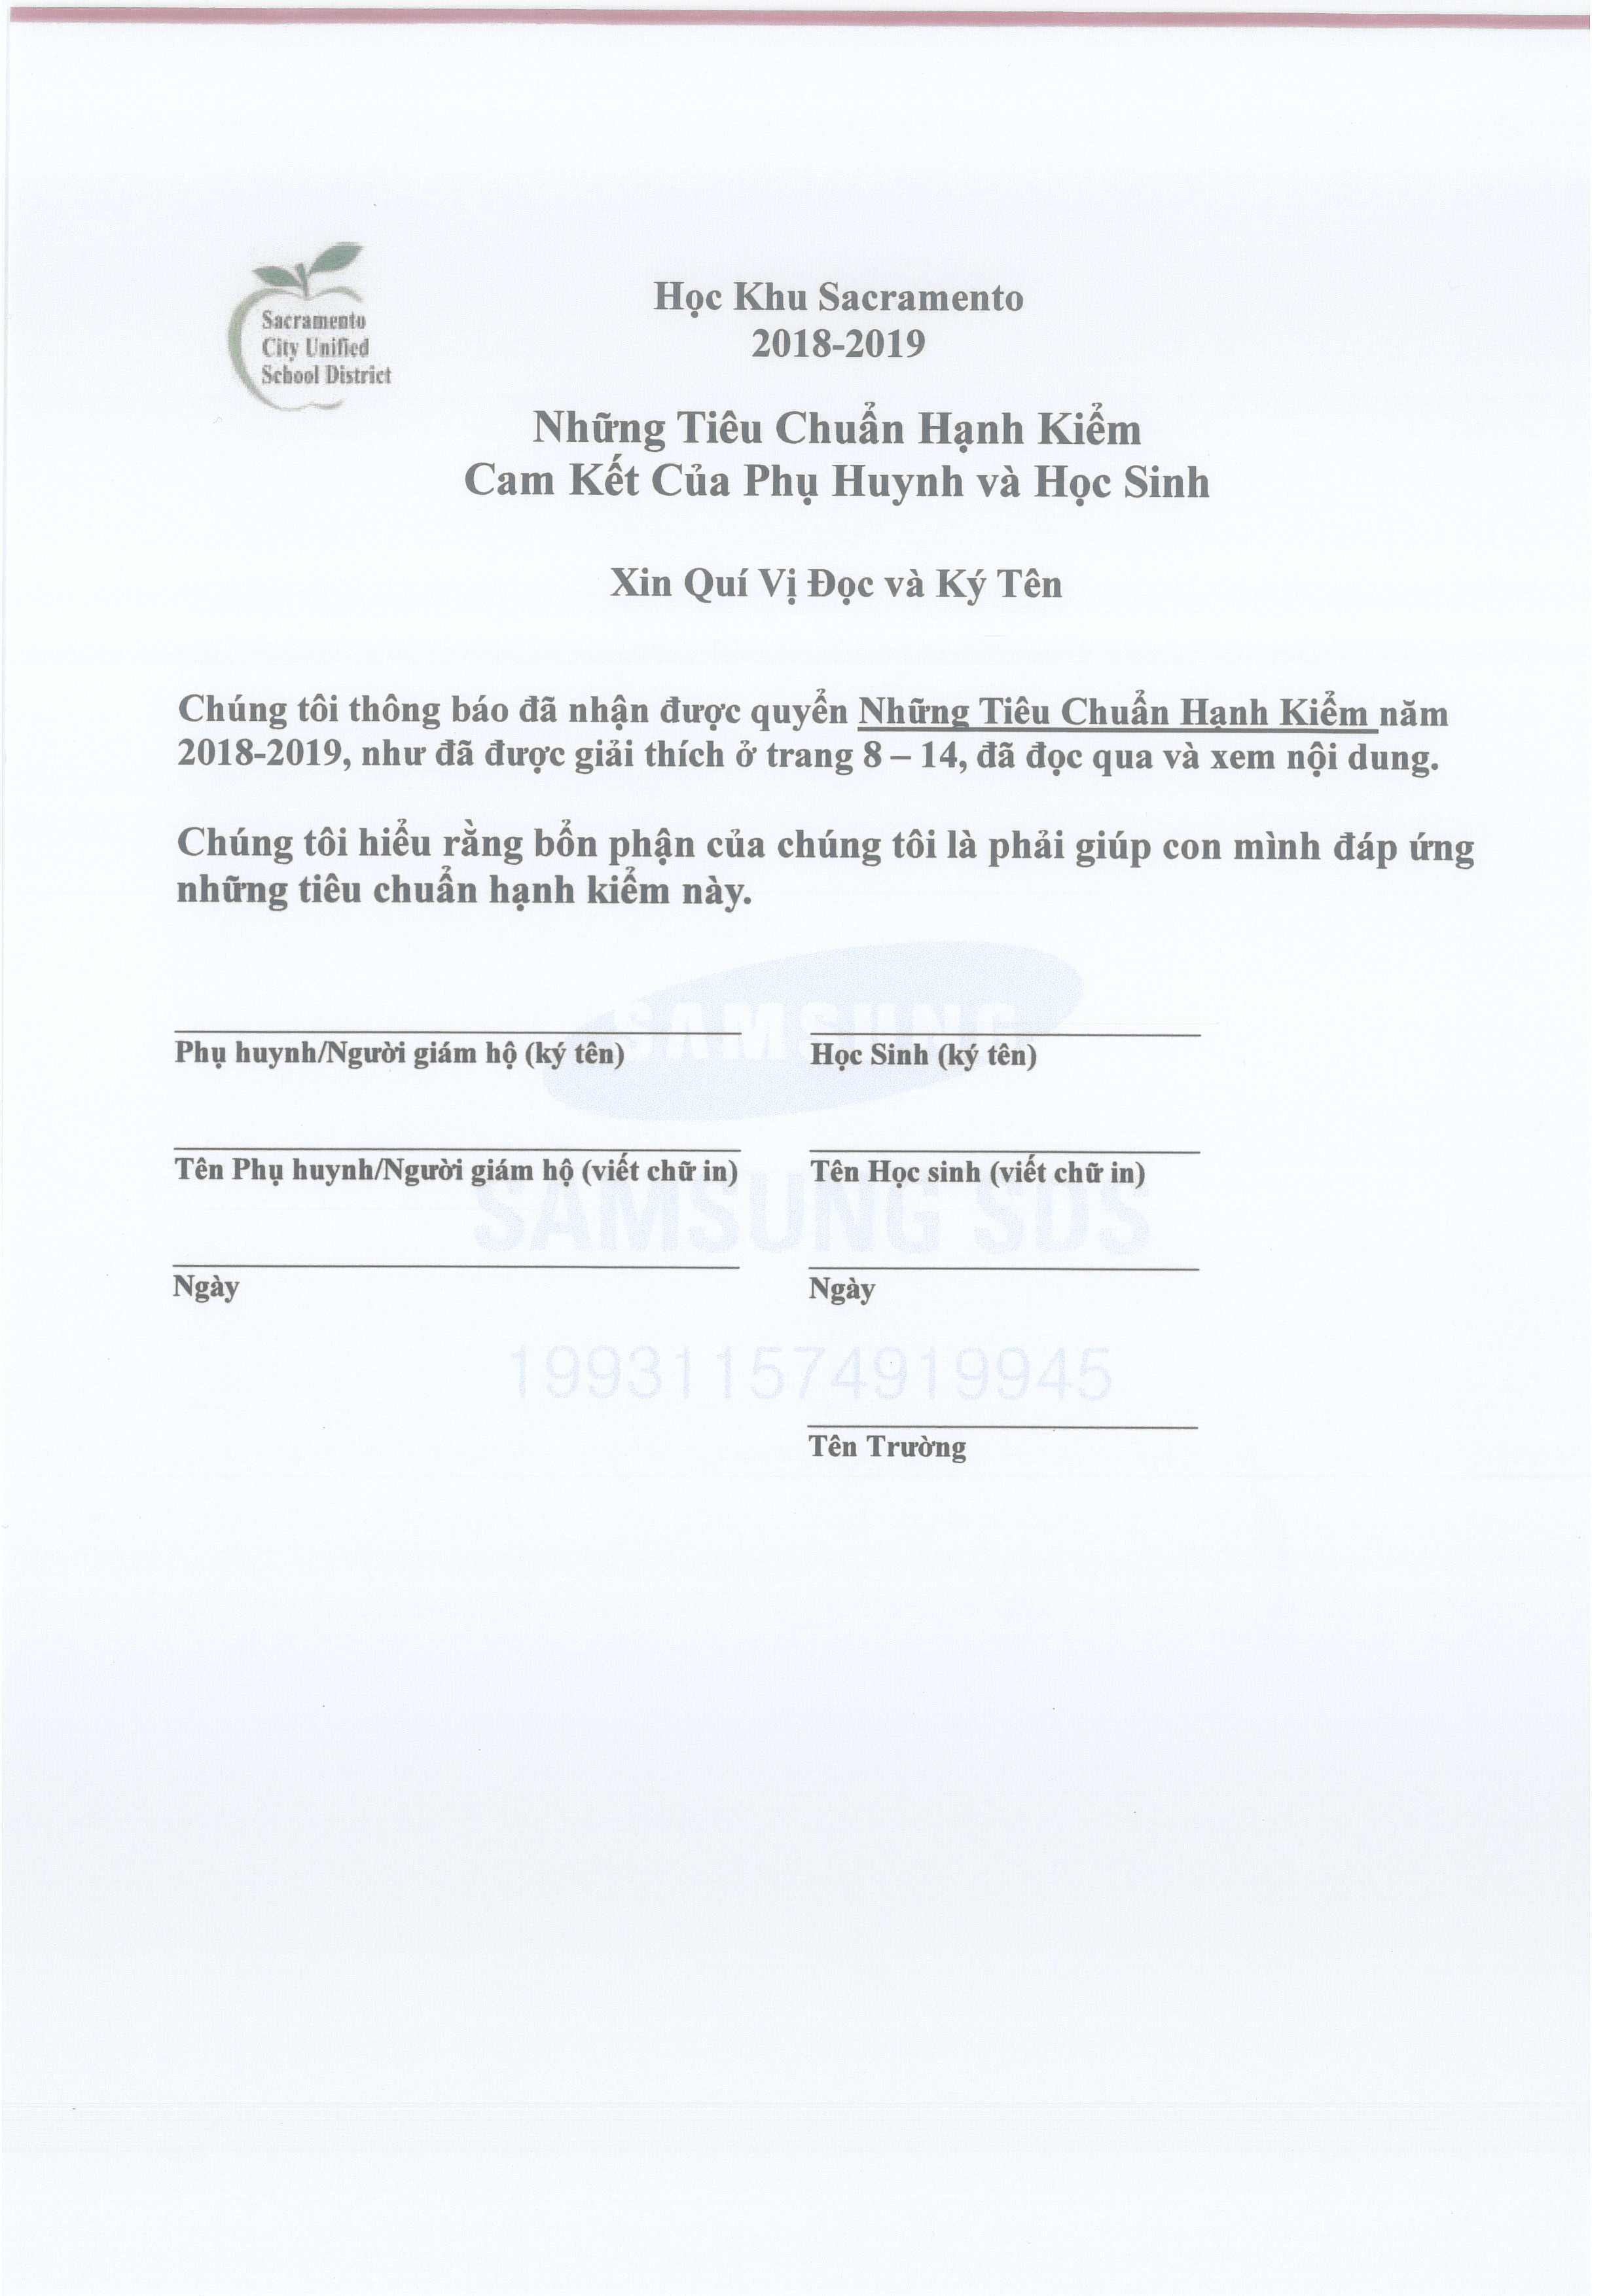 Sacramento
City Unified
School District
Học Khu Sacramento
2018-2019
Những Tiêu Chuẩn Hạnh Kiểm
Cam Kết Của Phụ Huynh và Học Sinh
Xin Quí Vị Đọc và Ký Tên
Chúng tôi thông báo đã nhận được quyển Những Tiêu Chuẩn Hạnh Kiểm năm
2018-2019, như đã được giải thích ở trang 8 – 14, đã đọc qua và xem nội dung.
Chúng tôi hiểu rằng bổn phận của chúng tôi là phải giúp con mình đáp ứng
những tiêu chuẩn hạnh kiểm này.
SAMSUNG
Phụ huynh/Người giám hộ (ký tên) Học Sinh (ký tên)
Tên Phụ huynh/Người giám hộ (viết chữ in) Tên Học sinh (viết chữ in)
SAMSUNG SDS
Ngày Ngày
199311574919945
Tên Trường